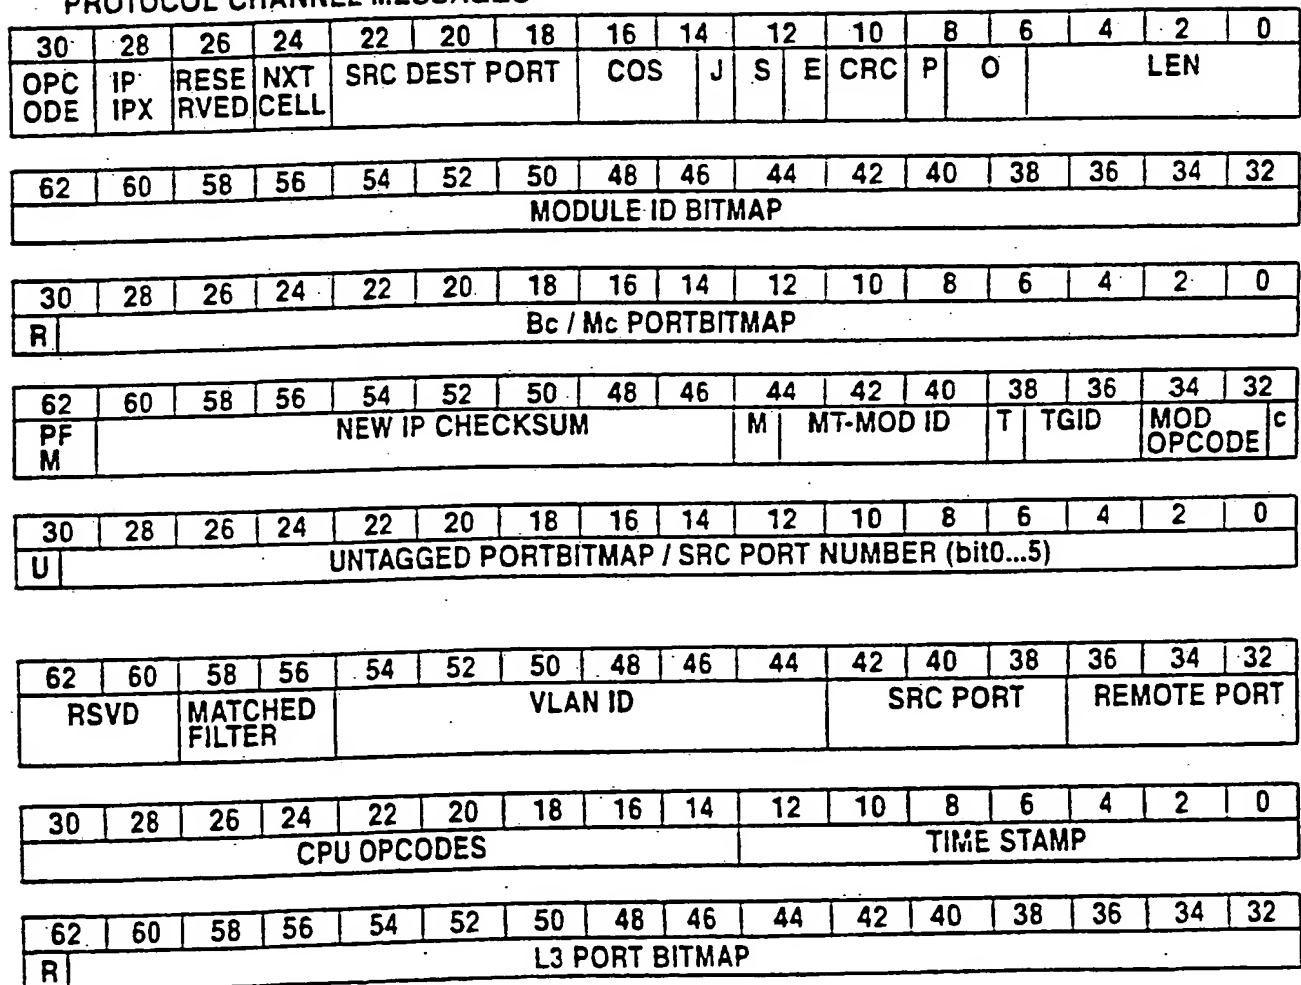 PROTOCOL CHANNEL MESSAGES
30 28 26 24 22 20 18 16 14 12 10 8 6 4 2 0
OPC IP RESE NXT SRC DEST PORT COS J S E CRC P O LEN
ODE IPX RVED CELL
62 60 58 56 54 52 50 48 46 44 42 40 38 36 34 32
MODULE ID BITMAP
30 28 26 24 22 20 18 16 14 12 10 8 6 4 2 0
R Bc / Mc PORTBITMAP
62 60 58 56 54 52 50 48 46 44 42 40 38 36 34 32
PF NEW IP CHECKSUM M MT-MOD ID T TGID MOD c
M OPCODE
30 28 26 24 22 20 18 16 14 12 10 8 6 4 2 0
U UNTAGGED PORTBITMAP / SRC PORT NUMBER (bit0...5)
62 60 58 56 54 52 50 48 46 44 42 40 38 36 34 32
RSVD MATCHED VLAN ID SRC PORT REMOTE PORT
FILTER
30 28 26 24 22 20 18 16 14 12 10 8 6 4 2 0
CPU OPCODES TIME STAMP
62 60 58 56 54 52 50 48 46 44 42 40 38 36 34 32
R L3 PORT BITMAP